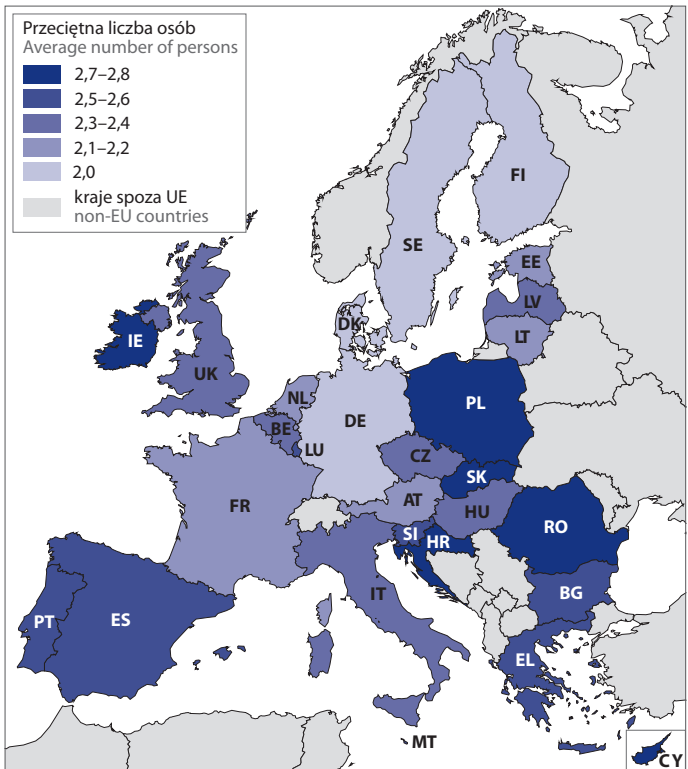 Przeciętna liczba osób
Average number of persons
2,7–2,8
2,5–2,6
2,3–2,4
2,1–2,2
2,0
kraje spoza UE
non-EU countries
FI
SE
EE
LV
DK
LT
IE
UK
NL
PL
DE
BE
LU
CZ
SK
FR
AT
HU
RO
SI
HR
IT
BG
PT
ES
EL
MT
CY